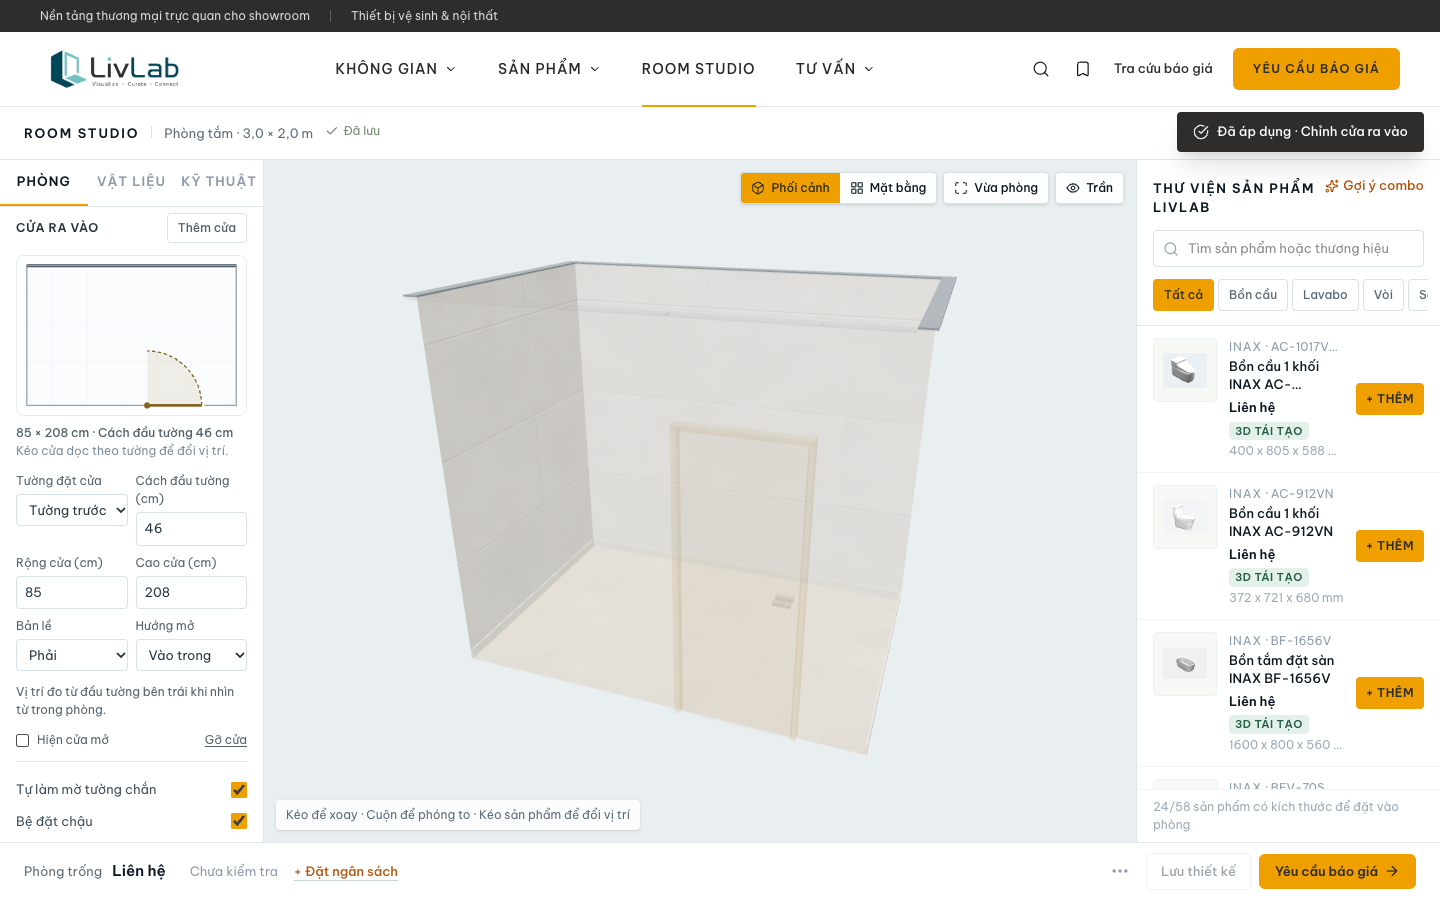 Nền tảng thương mại trực quan cho showroom
Thiết bị vệ sinh & nội thất
LivLab
Visualize • Curate • Connect
KHÔNG GIAN
SẢN PHẨM
ROOM STUDIO
TƯ VẤN
Tra cứu báo giá
YÊU CẦU BÁO GIÁ
ROOM STUDIO
Phòng tắm · 3,0 × 2,0 m
Đã lưu
Đã áp dụng · Chỉnh cửa ra vào
PHÒNG
VẬT LIỆU
KỸ THUẬT
CỬA RA VÀO
Thêm cửa
85 × 208 cm · Cách đầu tường 46 cm
Kéo cửa dọc theo tường để đổi vị trí.
Tường đặt cửa
Cách đầu tường
(cm)
Tường trước
46
Rộng cửa (cm)
Cao cửa (cm)
85
208
Bản lề
Hướng mở
Phải
Vào trong
Vị trí đo từ đầu tường bên trái khi nhìn
từ trong phòng.
Hiện cửa mở
Gỡ cửa
Tự làm mờ tường chắn
Bệ đặt chậu
Phối cảnh
Mặt bằng
Vừa phòng
Trần
Kéo để xoay · Cuộn để phóng to · Kéo sản phẩm để đổi vị trí
THƯ VIỆN SẢN PHẨM
LIVLAB
Gợi ý combo
Tìm sản phẩm hoặc thương hiệu
Tất cả
Bồn cầu
Lavabo
Vòi
INAX · AC-1017V...
Bồn cầu 1 khối
INAX AC-...
Liên hệ
3D TÁI TẠO
400 x 805 x 588 ...
+ THÊM
INAX · AC-912VN
Bồn cầu 1 khối
INAX AC-912VN
Liên hệ
3D TÁI TẠO
372 x 721 x 680 mm
+ THÊM
INAX · BF-1656V
Bồn tắm đặt sàn
INAX BF-1656V
Liên hệ
3D TÁI TẠO
1600 x 800 x 560 ...
+ THÊM
INAX · BFV-70S
24/58 sản phẩm có kích thước để đặt vào
phòng
Phòng trống
Liên hệ
Chưa kiểm tra
+ Đặt ngân sách
Lưu thiết kế
Yêu cầu báo giá